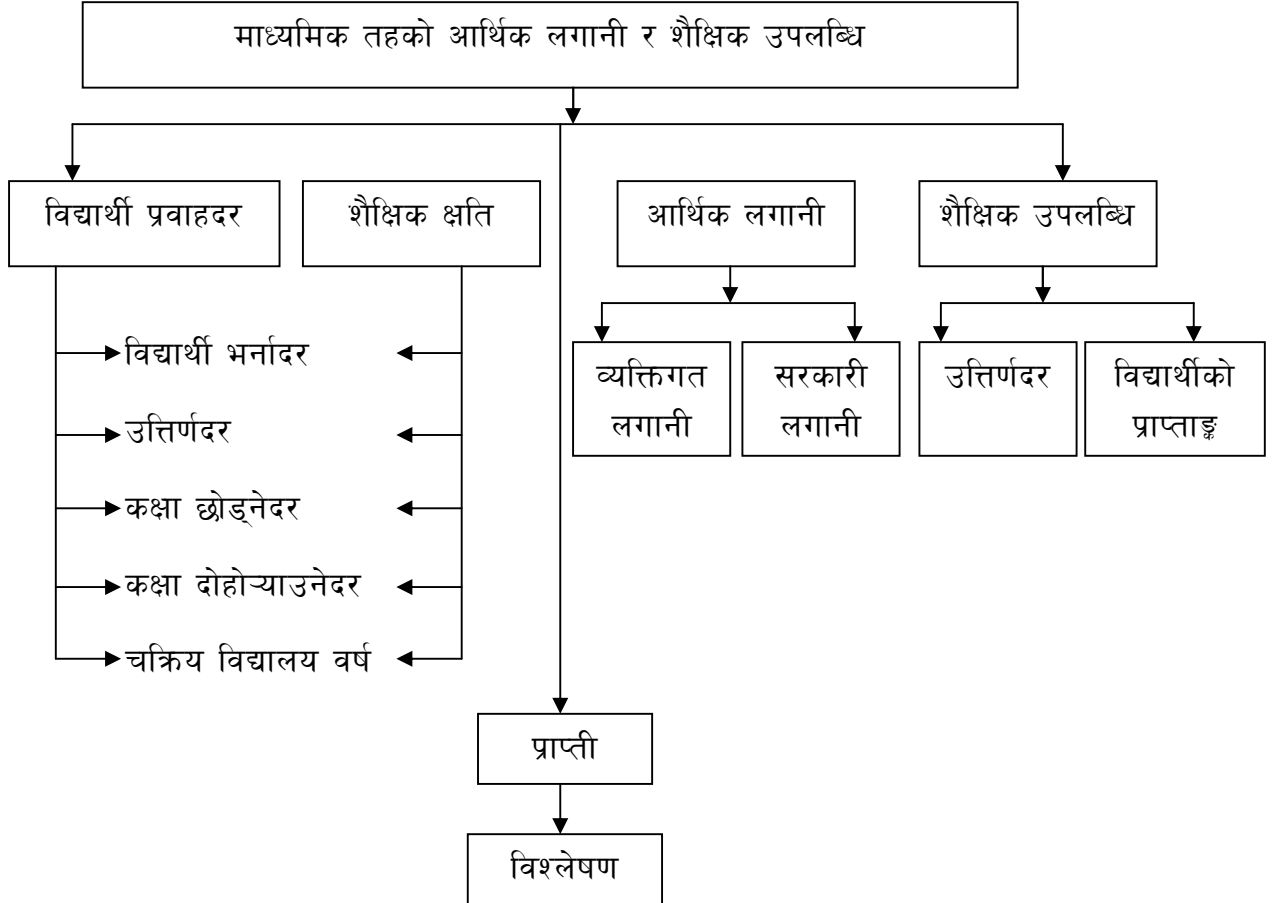 माध्यमिक तहको आर्थिक लगानी र शैक्षिक उपलब्धि
विद्यार्थी प्रवाहदर
शैक्षिक क्षति
आर्थिक लगानी
शैक्षिक उपलब्धि
विद्यार्थी भर्नादर
उत्तिर्णदर
कक्षा छोड्नेदर
कक्षा दोहोऱ्याउनेदर
चक्रिय विद्यालय वर्ष
व्यक्तिगत
लगानी
सरकारी
लगानी
उत्तिर्णदर
विद्यार्थीको
प्राप्ताङ्क
प्राप्ती
विश्लेषण